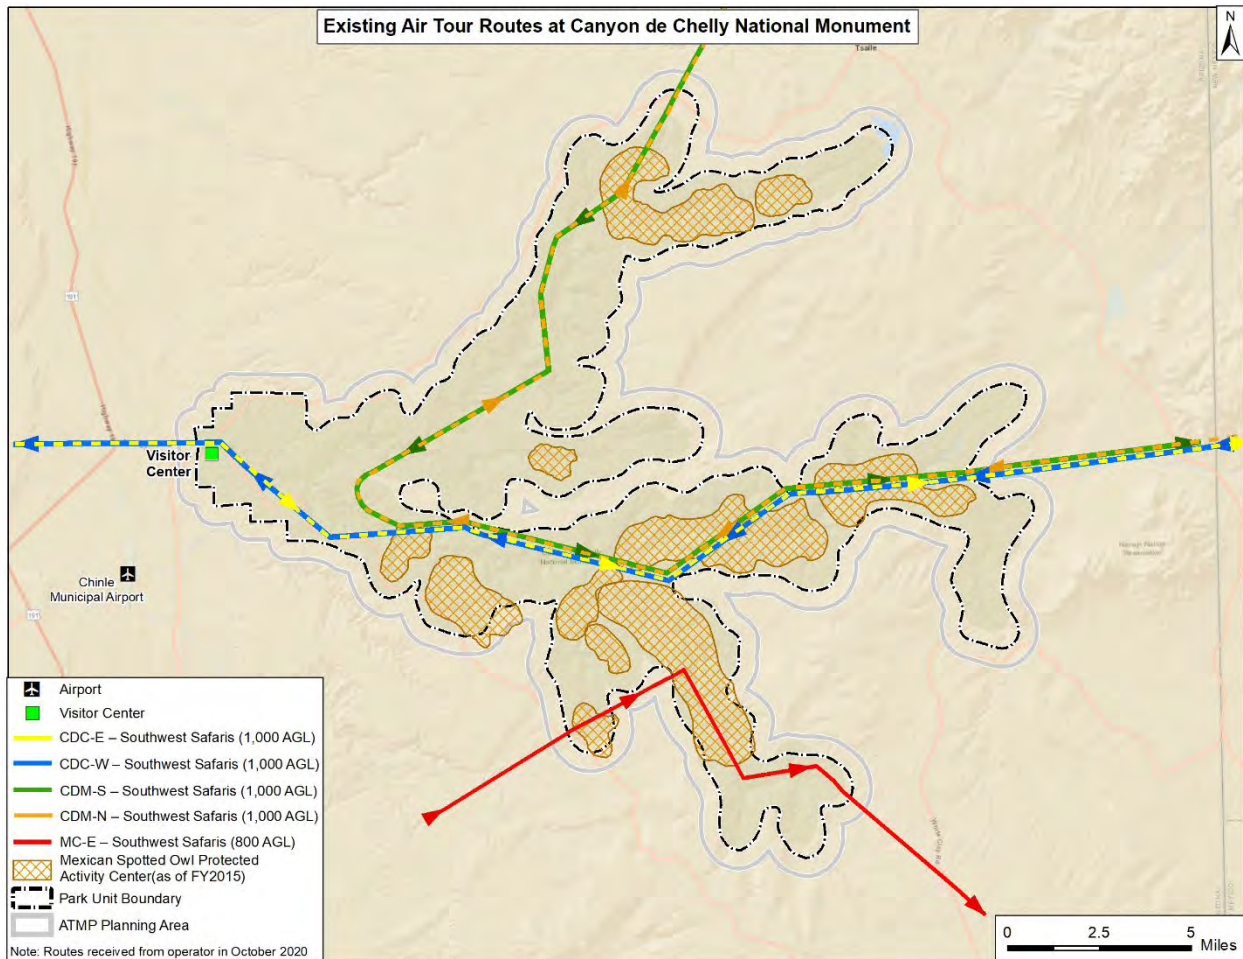 Existing Air Tour Routes at Canyon de Chelly National Monument
N
Tsaile
Highway 191
191
Visitor
Center
Chinle
Municipal Airport
191
Airport
Visitor Center
CDC-E – Southwest Safaris (1,000 AGL)
CDC-W – Southwest Safaris (1,000 AGL)
CDM-S – Southwest Safaris (1,000 AGL)
CDM-N – Southwest Safaris (1,000 AGL)
MC-E – Southwest Safaris (800 AGL)
Mexican Spotted Owl Protected
Activity Center(as of FY2015)
Park Unit Boundary
ATMP Planning Area
Note: Routes received from operator in October 2020
0 2.5 5
Miles